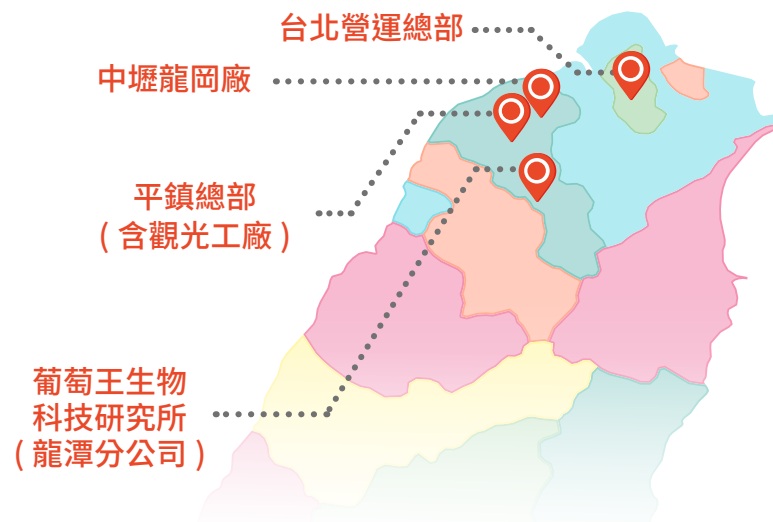 台北營運總部
中壢龍岡廠
平鎮總部
( 含觀光工廠 )
葡萄王生物
科技研究所
( 龍潭分公司 )